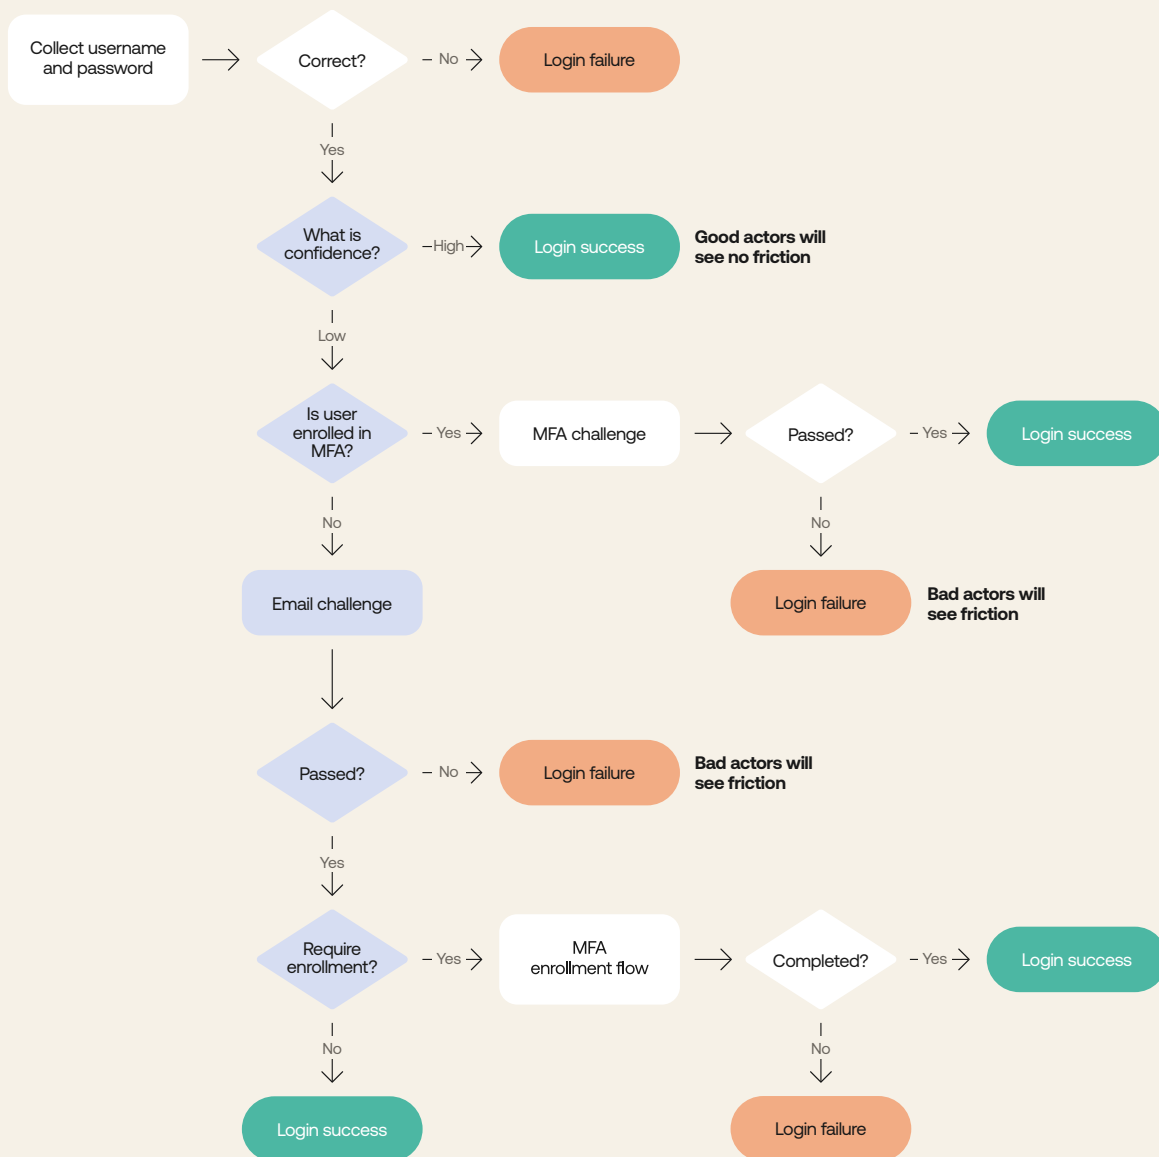 Collect username
and password
Correct?
No
Login failure
Yes
What is
confidence?
High
Login success
Good actors will
see no friction
Low
Is user
enrolled in
MFA?
Yes
MFA challenge
Passed?
Yes
Login success
No
No
Email challenge
Login failure
Bad actors will
see friction
Passed?
No
Login failure
Bad actors will
see friction
Yes
Require
enrollment?
Yes
MFA
enrollment flow
Completed?
Yes
Login success
No
No
Login success
Login failure